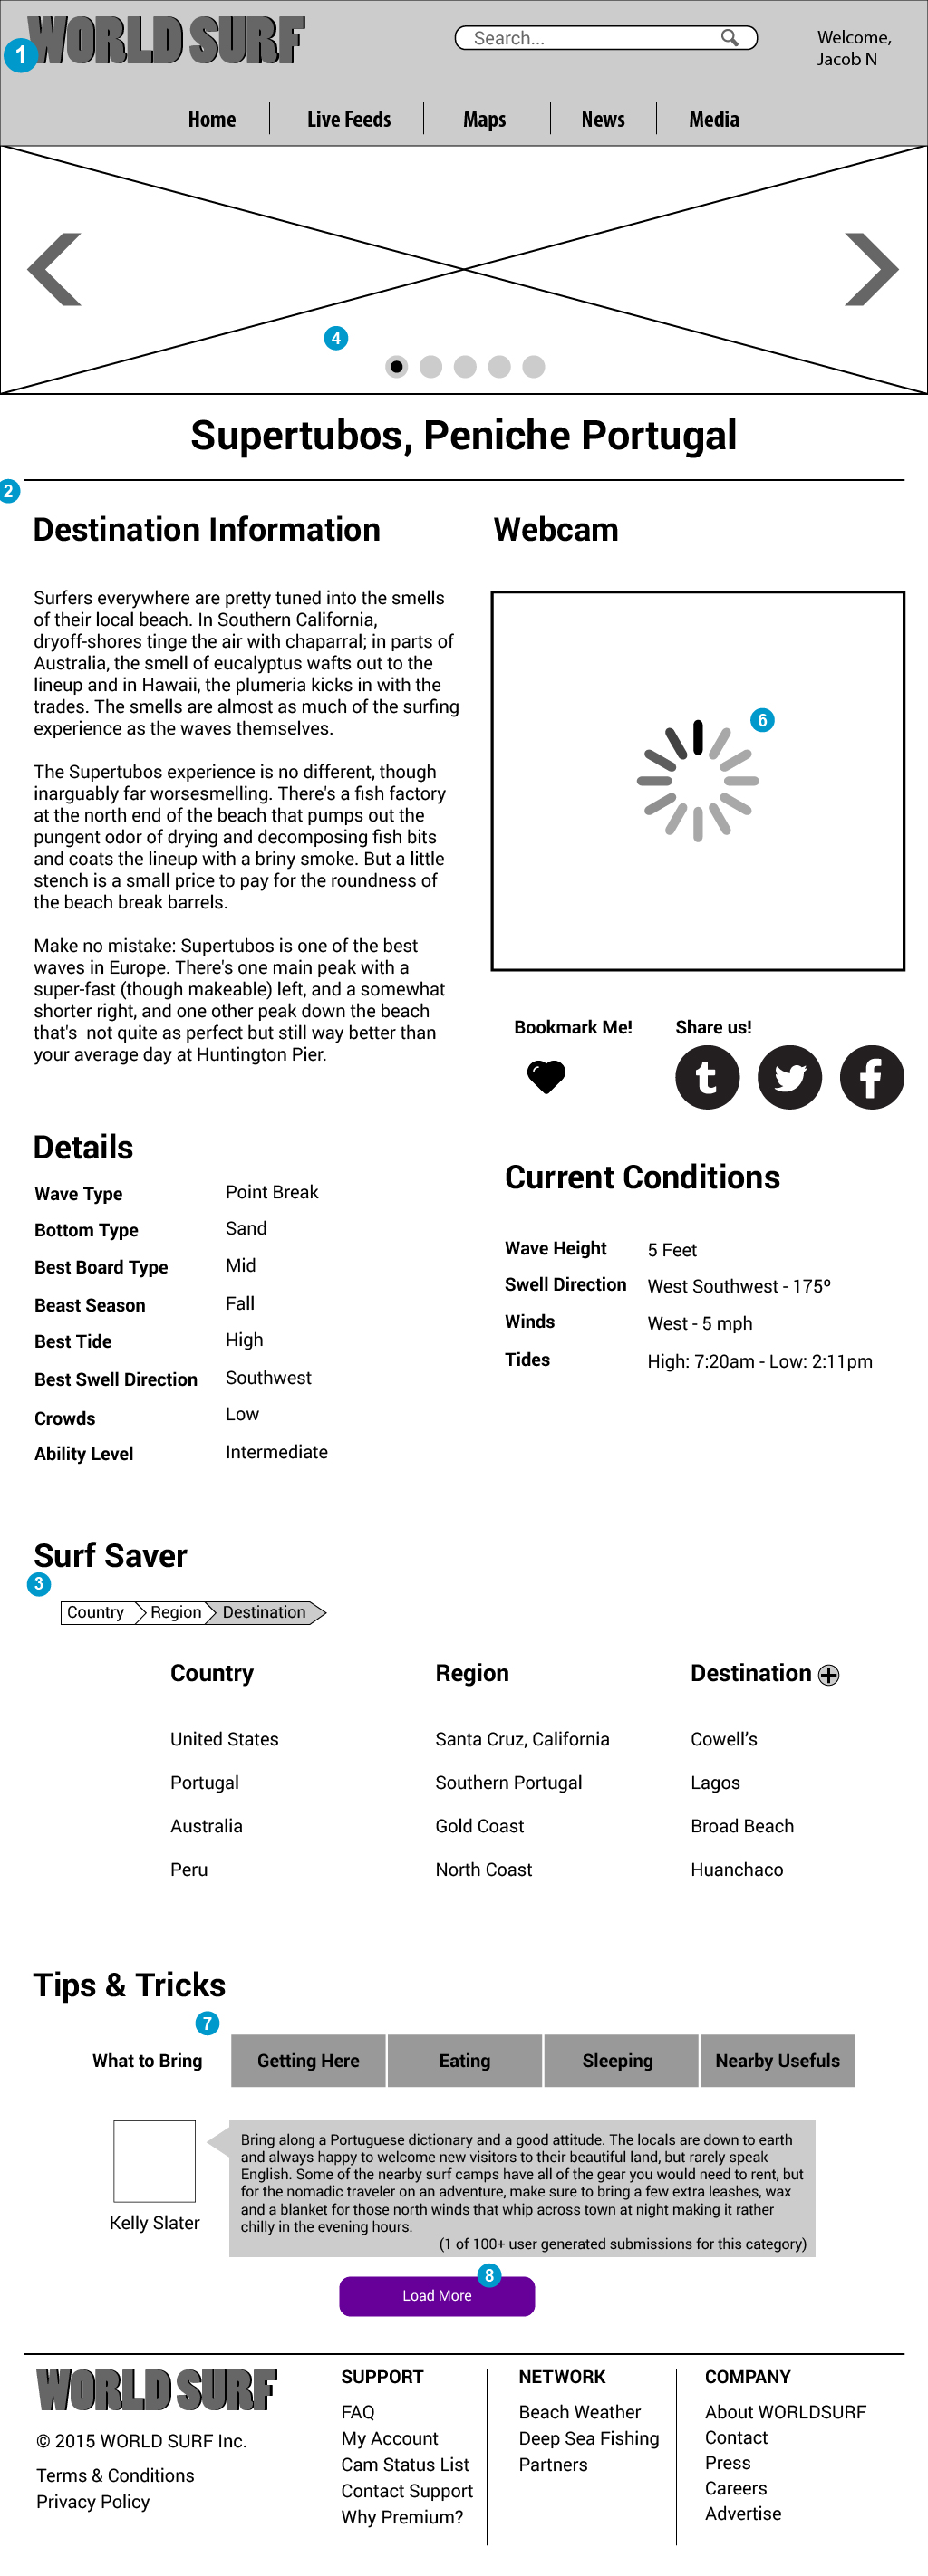 WORLD SURF
Search...
Welcome,
Jacob N
1
Home
Live Feeds
Maps
News
Media
4
Supertubos, Peniche Portugal
2
Destination Information
Surfers everywhere are pretty tuned into the smells
of their local beach. In Southern California,
dryoff-shores tinge the air with chaparral; in parts of
Australia, the smell of eucalyptus wafts out to the
lineup and in Hawaii, the plumeria kicks in with the
trades. The smells are almost as much of the surfing
experience as the waves themselves.
The Supertubos experience is no different, though
inarguably far worsesmelling. There's a fish factory
at the north end of the beach that pumps out the
pungent odor of drying and decomposing fish bits
and coats the lineup with a briny smoke. But a little
stench is a small price to pay for the roundness of
the beach break barrels.
Make no mistake: Supertubos is one of the best
waves in Europe. There's one main peak with a
super-fast (though makeable) left, and a somewhat
shorter right, and one other peak down the beach
that's  not quite as perfect but still way better than
your average day at Huntington Pier.
Webcam
6
Bookmark Me!
Share us!
Details
Wave Type Point Break
Bottom Type Sand
Best Board Type Mid
Beast Season Fall
Best Tide High
Best Swell Direction Southwest
Crowds Low
Ability Level Intermediate
Current Conditions
Wave Height 5 Feet
Swell Direction West Southwest - 175º
Winds West - 5 mph
Tides High: 7:20am - Low: 2:11pm
Surf Saver
3
Country Region Destination
Country Region Destination
United States Santa Cruz, California Cowell’s
Portugal Southern Portugal Lagos
Australia Gold Coast Broad Beach
Peru North Coast Huanchaco
Tips & Tricks
7
What to Bring
Getting Here
Eating
Sleeping
Nearby Usefuls
Kelly Slater
Bring along a Portuguese dictionary and a good attitude. The locals are down to earth
and always happy to welcome new visitors to their beautiful land, but rarely speak
English. Some of the nearby surf camps have all of the gear you would need to rent, but
for the nomadic traveler on an adventure, make sure to bring a few extra leashes, wax
and a blanket for those north winds that whip across town at night making it rather
chilly in the evening hours.
(1 of 100+ user generated submissions for this category)
8
Load More
WORLD SURF
© 2015 WORLD SURF Inc.
Terms & Conditions
Privacy Policy
SUPPORT
FAQ
My Account
Cam Status List
Contact Support
Why Premium?
NETWORK
Beach Weather
Deep Sea Fishing
Partners
COMPANY
About WORLDSURF
Contact
Press
Careers
Advertise